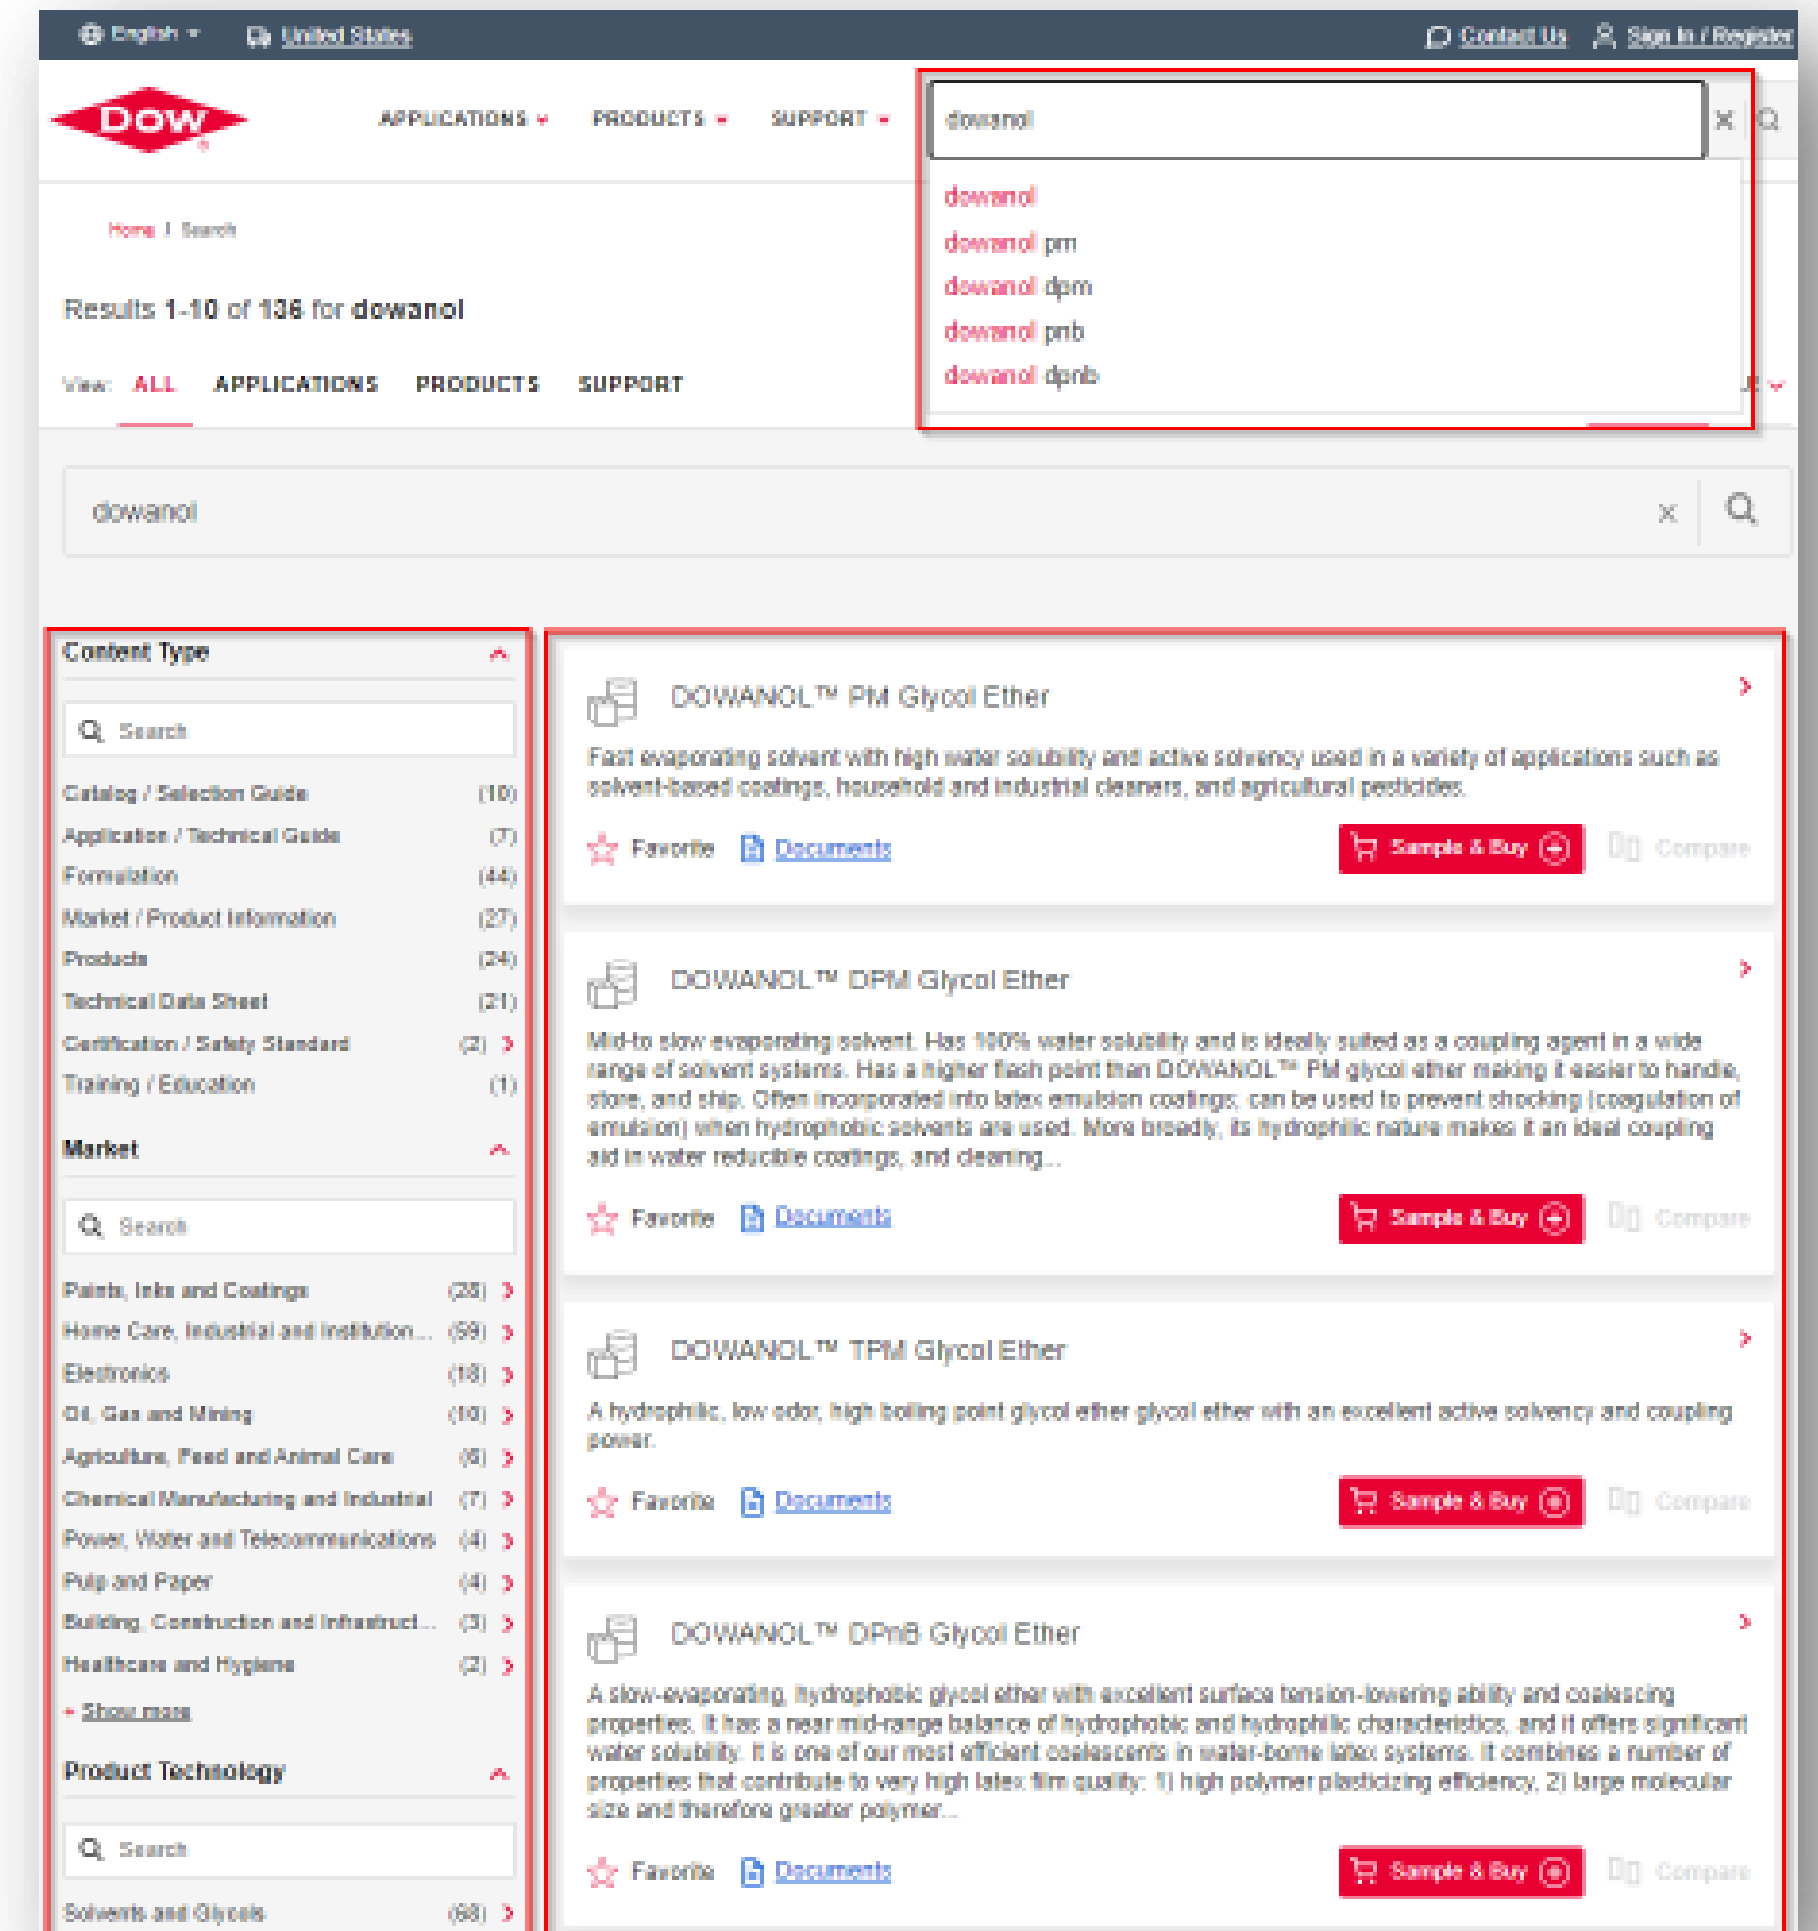 English
United States
Contact Us
Sign In / Register
DOW
APPLICATIONS
PRODUCTS
SUPPORT
dowanol
dowanol
dowanol pm
dowanol dpm
dowanol pnb
dowanol dpnb
Home / Search
Results 1-10 of 136 for dowanol
View: ALL APPLICATIONS PRODUCTS SUPPORT
dowanol
Content Type
Search
Catalog / Selection Guide (10)
Application / Technical Guide (7)
Formulation (44)
Market / Product Information (27)
Products (24)
Technical Data Sheet (21)
Certification / Safety Standard (2)
Training / Education (1)
Market
Search
Paints, Inks and Coatings (28)
Home Care, Industrial and Institution... (59)
Electronics (18)
Oil, Gas and Mining (10)
Agriculture, Feed and Animal Care
Chemical Manufacturing and Industrial (7)
Power, Water and Telecommunications (4)
Pulp and Paper (4)
Building, Construction and Infrastruct... (3)
Healthcare and Hygiene (2)
+ Show more
Product Technology
Search
Solvents and Glycols (68)
DOWANOL™ PM Glycol Ether
Fast evaporating solvent with high water solubility and active solvency used in a variety of applications such as
solvent-based coatings, household and industrial cleaners, and agricultural pesticides.
Favorite Documents Sample & Buy Compare
DOWANOL™ DPM Glycol Ether
Mid-to slow evaporating solvent. Has 100% water solubility and is ideally suited as a coupling agent in a wide
range of solvent systems. Has a higher flash point than DOWANOL™ PM glycol ether making it easier to handle,
store, and ship. Often incorporated into latex emulsion coatings; can be used to prevent shocking (coagulation of
emulsion) when hydrophobic solvents are used. More broadly, its hydrophilic nature makes it an ideal coupling
aid in water reducible coatings, and cleaning...
Favorite Documents Sample & Buy Compare
DOWANOL™ TPM Glycol Ether
A hydrophilic, low odor, high boiling point glycol ether glycol ether with an excellent active solvency and coupling
power.
Favorite Documents Sample & Buy Compare
DOWANOL™ DPnB Glycol Ether
A slow-evaporating, hydrophobic glycol ether with excellent surface tension-lowering ability and coalescing
properties. It has a near mid-range balance of hydrophobic and hydrophilic characteristics, and it offers significant
water solubility. It is one of our most efficient coalescents in water-borne latex systems. It combines a number of
properties that contribute to very high latex film quality: 1) high polymer plasticizing efficiency, 2) large molecular
size and therefore greater polymer...
Favorite Documents Sample & Buy Compare